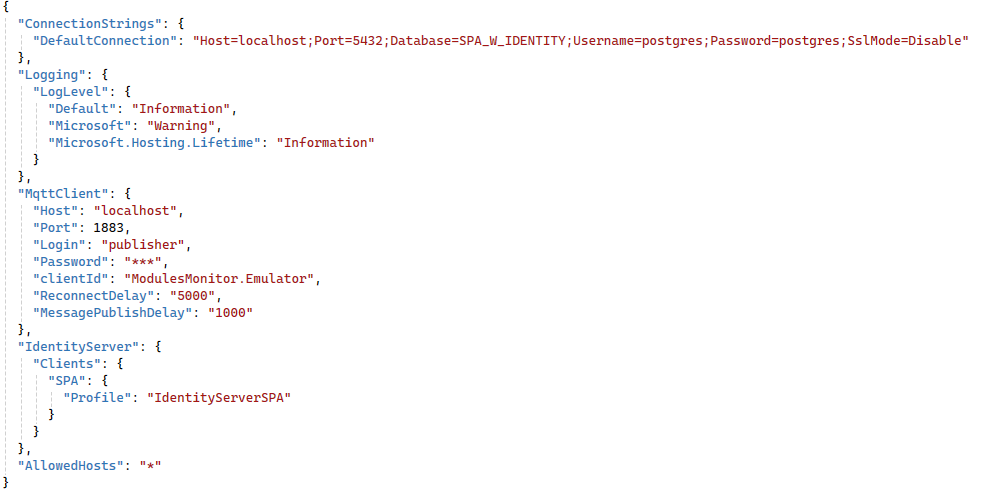 {
  "ConnectionStrings": {
    "DefaultConnection": "Host=localhost;Port=5432;Database=SPA_W_IDENTITY;Username=postgres;Password=postgres;SslMode=Disable"
  },
  "Logging": {
    "LogLevel": {
      "Default": "Information",
      "Microsoft": "Warning",
      "Microsoft.Hosting.Lifetime": "Information"
    }
  },
  "MqttClient": {
    "Host": "localhost",
    "Port": 1883,
    "Login": "publisher",
    "Password": "***",
    "clientId": "ModulesMonitor.Emulator",
    "ReconnectDelay": "5000",
    "MessagePublishDelay": "1000"
  },
  "IdentityServer": {
    "Clients": {
      "SPA": {
        "Profile": "IdentityServerSPA"
      }
    }
  },
  "AllowedHosts": "*"
}